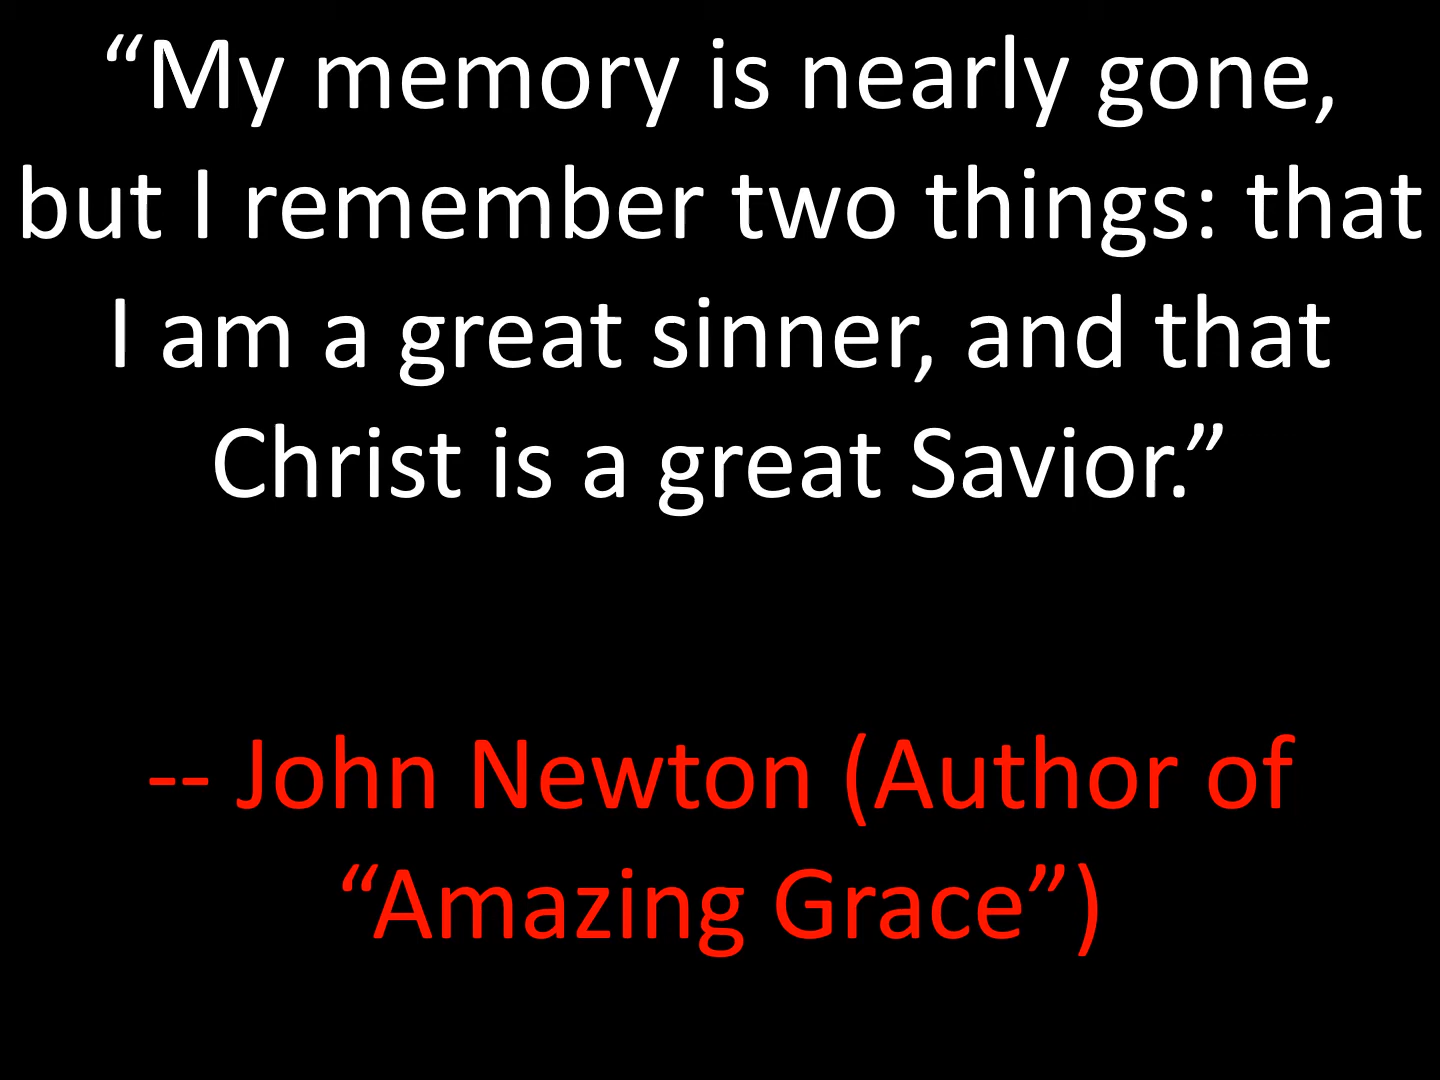 “My memory is nearly gone,
but I remember two things: that
I am a great sinner, and that
Christ is a great Savior.”
-- John Newton (Author of
“Amazing Grace”)